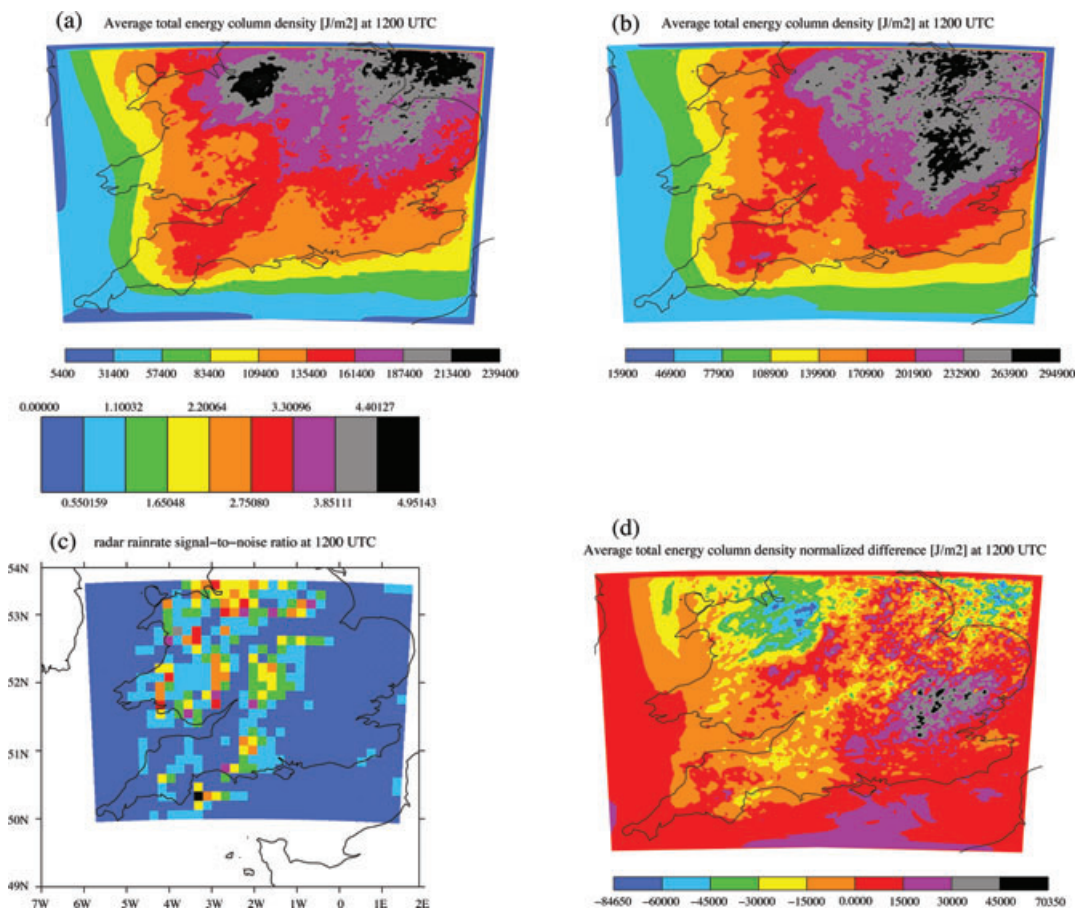 (a)
Average total energy column density [J/m2] at 1200 UTC
(b)
Average total energy column density [J/m2] at 1200 UTC
5400 31400 57400 83400 109400 135400 161400 187400 213400 239400
15900 46900 77900 108900 139900 170900 201900 232900 263900 294900
0.00000 1.10032 2.20064 3.30096 4.40127
0.550159 1.65048 2.75080 3.85111 4.95143
(c)
radar rainrate signal-to-noise ratio at 1200 UTC
(d)
Average total energy column density normalized difference [J/m2] at 1200 UTC
54N
53N
52N
51N
50N
49N
7W 6W 5W 4W 3W 2W 1W 0 1E 2E
-84650 -60000 -45000 -30000 -15000 0.00000 15000 30000 45000 70350